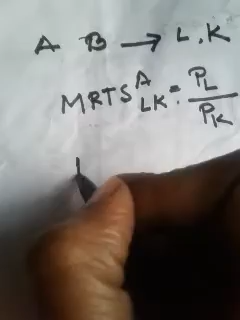 A B → L.K
MRTS^A_LK = P_L / P_K